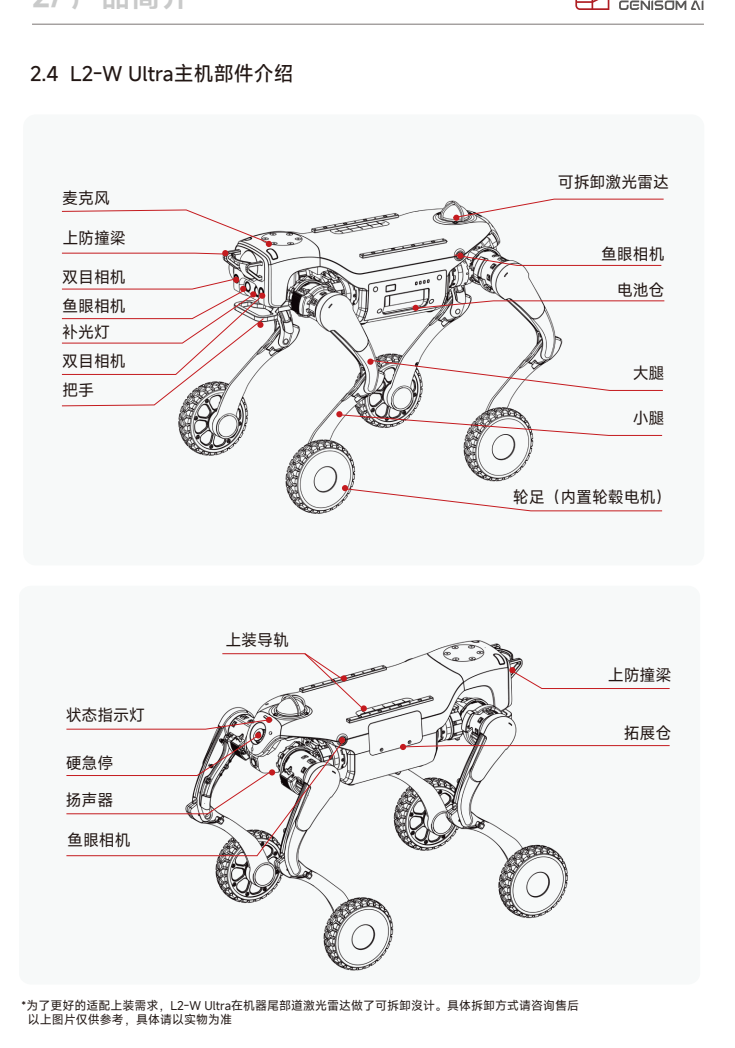 2/ 产品简介
GENISOM AI
2.4 L2-W Ultra主机部件介绍
麦克风
上防撞梁
双目相机
鱼眼相机
补光灯
双目相机
把手
可拆卸激光雷达
鱼眼相机
电池仓
大腿
小腿
轮足（内置轮毂电机）
上装导轨
状态指示灯
硬急停
扬声器
鱼眼相机
上防撞梁
拓展仓
*为了更好的适配上装需求，L2-W Ultra在机器尾部道激光雷达做了可拆卸沒计。具体拆卸方式请咨询售后
以上图片仅供参考，具体请以实物为准